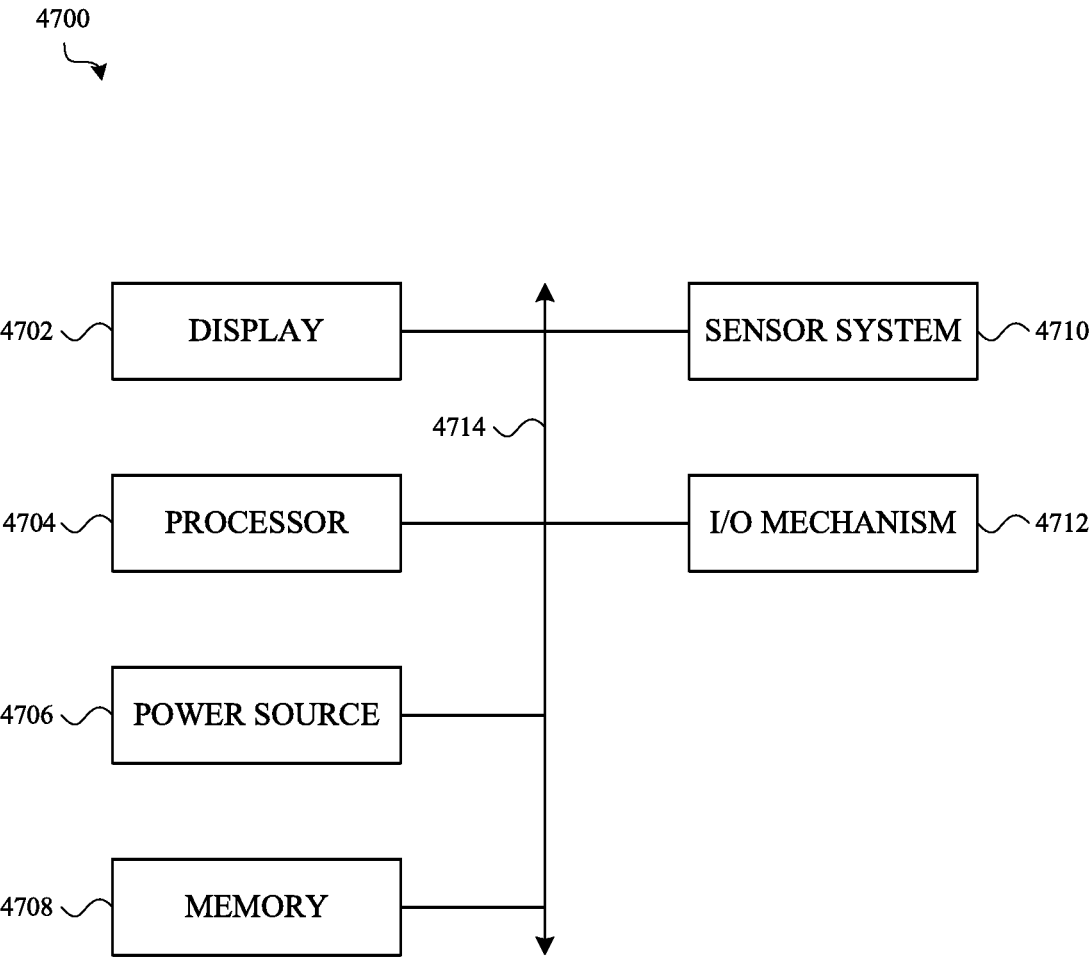 4700
4702
DISPLAY
SENSOR SYSTEM
4710
4714
4704
PROCESSOR
I/O MECHANISM
4712
4706
POWER SOURCE
4708
MEMORY